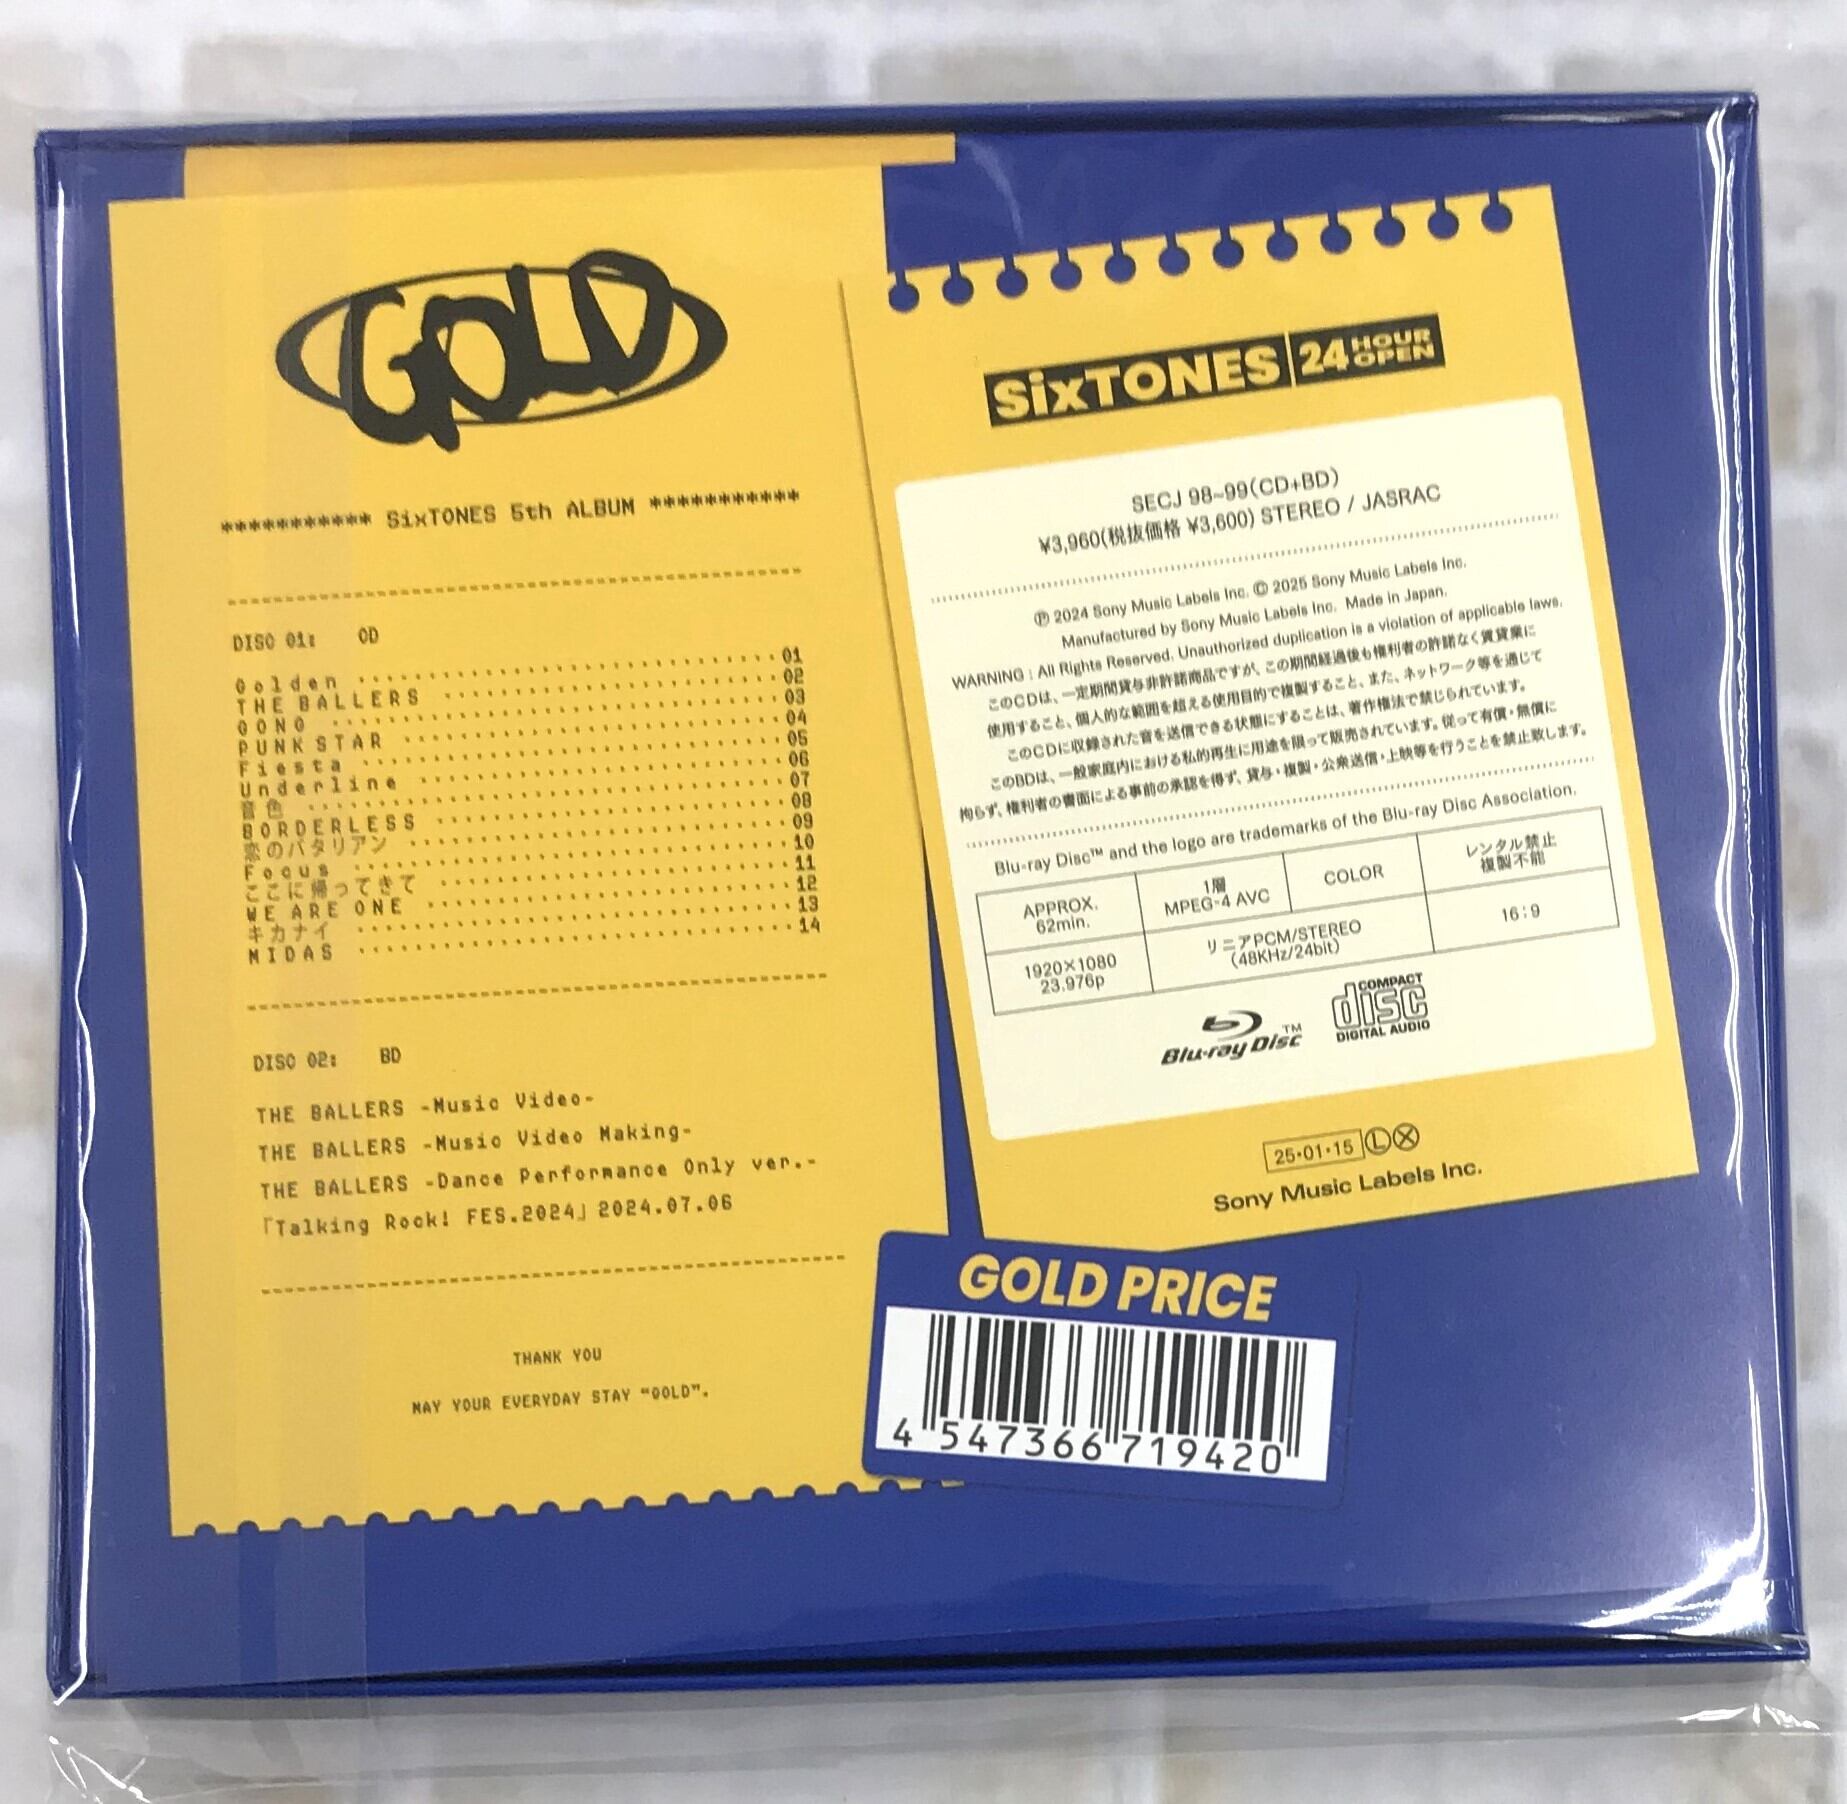 GOLD
*********** SixTONES 5th ALBUM ***********
DISC 01: CD
Golden 01
THE BALLERS 02
GONG 03
PUNK STAR 04
Fiesta 05
Underline 06
音色 07
BORDERLESS 08
恋のバタリアン 09
Focus 10
ここに帰ってきて 11
WE ARE ONE 12
キカナイ 13
MIDAS 14
DISC 02: BD
THE BALLERS -Music Video-
THE BALLERS -Music Video Making-
THE BALLERS -Dance Performance Only ver.-
「Talking Rock! FES.2024」2024.07.06
THANK YOU
MAY YOUR EVERYDAY STAY “GOLD”.
SixTONES 24 HOUR OPEN
SECJ 98~99(CD+BD)
¥3,960(税抜価格 ¥3,600) STEREO / JASRAC
Ⓟ 2024 Sony Music Labels Inc. © 2025 Sony Music Labels Inc.
Manufactured by Sony Music Labels Inc. Made in Japan.
WARNING : All Rights Reserved. Unauthorized duplication is a violation of applicable laws.
このCDは、一定期間貸与非許諾商品ですが、この期間経過後も権利者の許諾なく賃貸業に
使用すること、個人的な範囲を超える使用目的で複製すること、また、ネットワーク等を通じて
このCDに収録された音を送信できる状態にすることは、著作権法で禁じられています。
このBDは、一般家庭内における私的再生に用途を限って販売されています。従って有償・無償に
拘らず、権利者の書面による事前の承認を得ず、貸与・複製・公衆送信・上映等を行うことを禁止致します。
Blu-ray Disc™ and the logo are trademarks of the Blu-ray Disc Association.
APPROX. 62min.
1層 MPEG-4 AVC
COLOR
レンタル禁止 複製不能
1920×1080 23.976p
リニアPCM/STEREO (48KHz/24bit)
16:9
Blu-ray Disc™
COMPACT disc DIGITAL AUDIO
25・01・15 Ⓛ Ⓧ
Sony Music Labels Inc.
GOLD PRICE
4 547366 719420